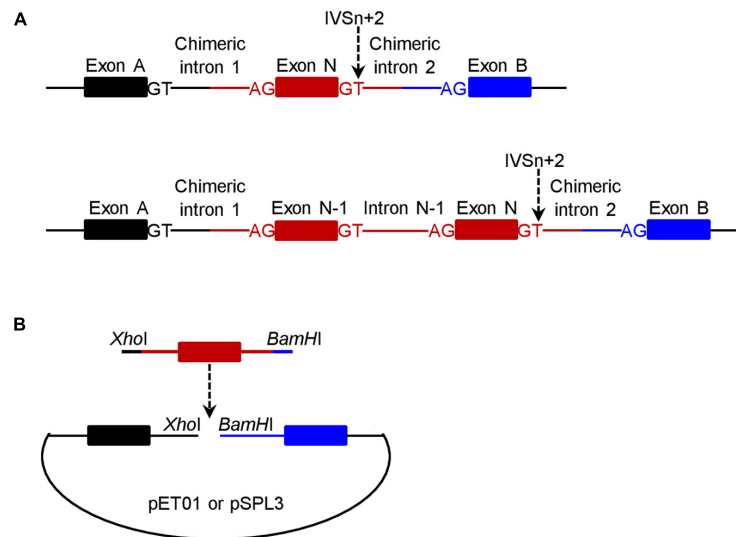 A
IVSn+2
Exon A
Chimeric
intron 1
Exon N
Chimeric
intron 2
Exon B
GT AG GT AG
IVSn+2
Exon A
Chimeric
intron 1
Exon N-1
Intron N-1
Exon N
Chimeric
intron 2
Exon B
GT AG GT AG GT AG
B
XhoI
BamHI
XhoI
BamHI
pET01 or pSPL3